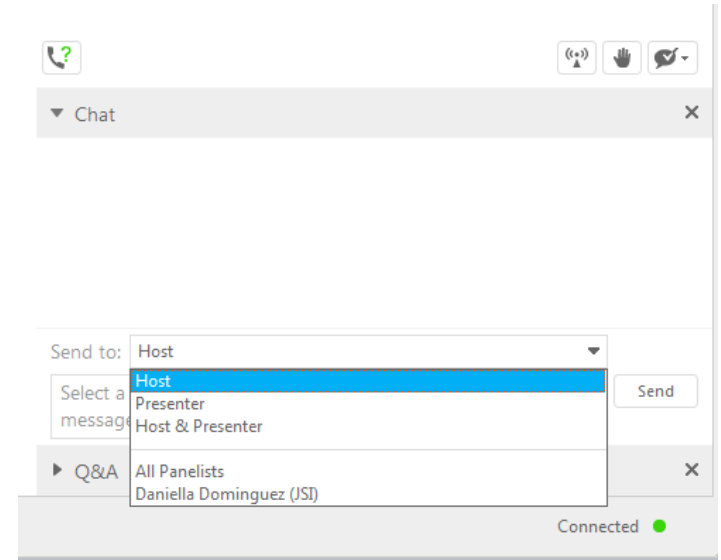 ?
Chat
Send to: Host
Select a
message
Host
Presenter
Host & Presenter
All Panelists
Daniella Dominguez (JSI)
Send
Q&A
Connected